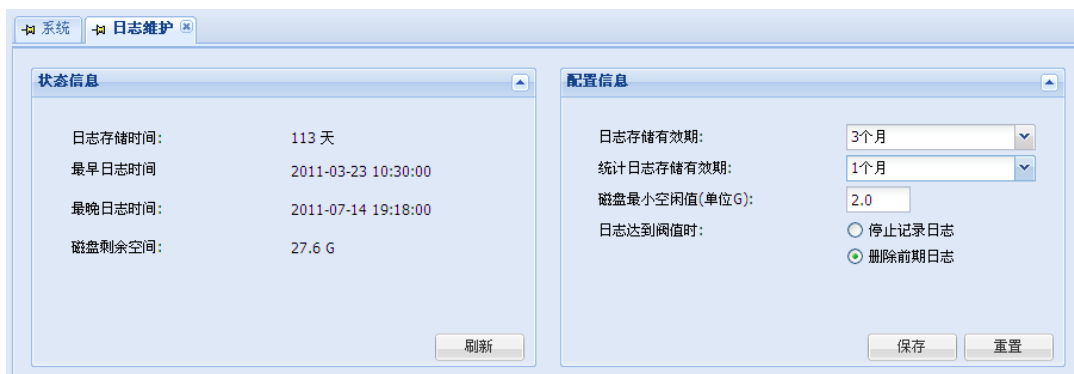 系统 日志维护
状态信息
日志存储时间: 113 天
最早日志时间 2011-03-23 10:30:00
最晚日志时间: 2011-07-14 19:18:00
磁盘剩余空间: 27.6 G
刷新
配置信息
日志存储有效期: 3个月
统计日志存储有效期: 1个月
磁盘最小空闲值(单位G): 2.0
日志达到阀值时: 停止记录日志
删除前期日志
保存 重置